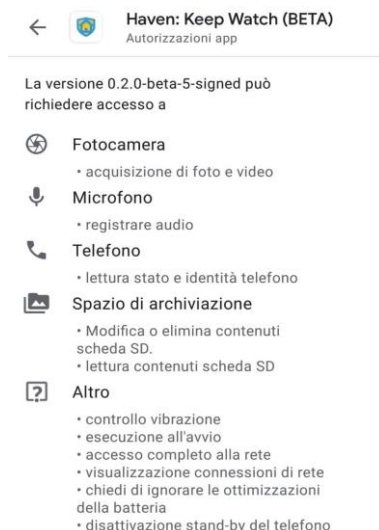 Haven: Keep Watch (BETA)
Autorizzazioni app
La versione 0.2.0-beta-5-signed può
richiedere accesso a
Fotocamera
• acquisizione di foto e video
Microfono
• registrare audio
Telefono
• lettura stato e identità telefono
Spazio di archiviazione
• Modifica o elimina contenuti
scheda SD.
• lettura contenuti scheda SD
Altro
• controllo vibrazione
• esecuzione all'avvio
• accesso completo alla rete
• visualizzazione connessioni di rete
• chiedi di ignorare le ottimizzazioni
della batteria
• disattivazione stand-by del telefono